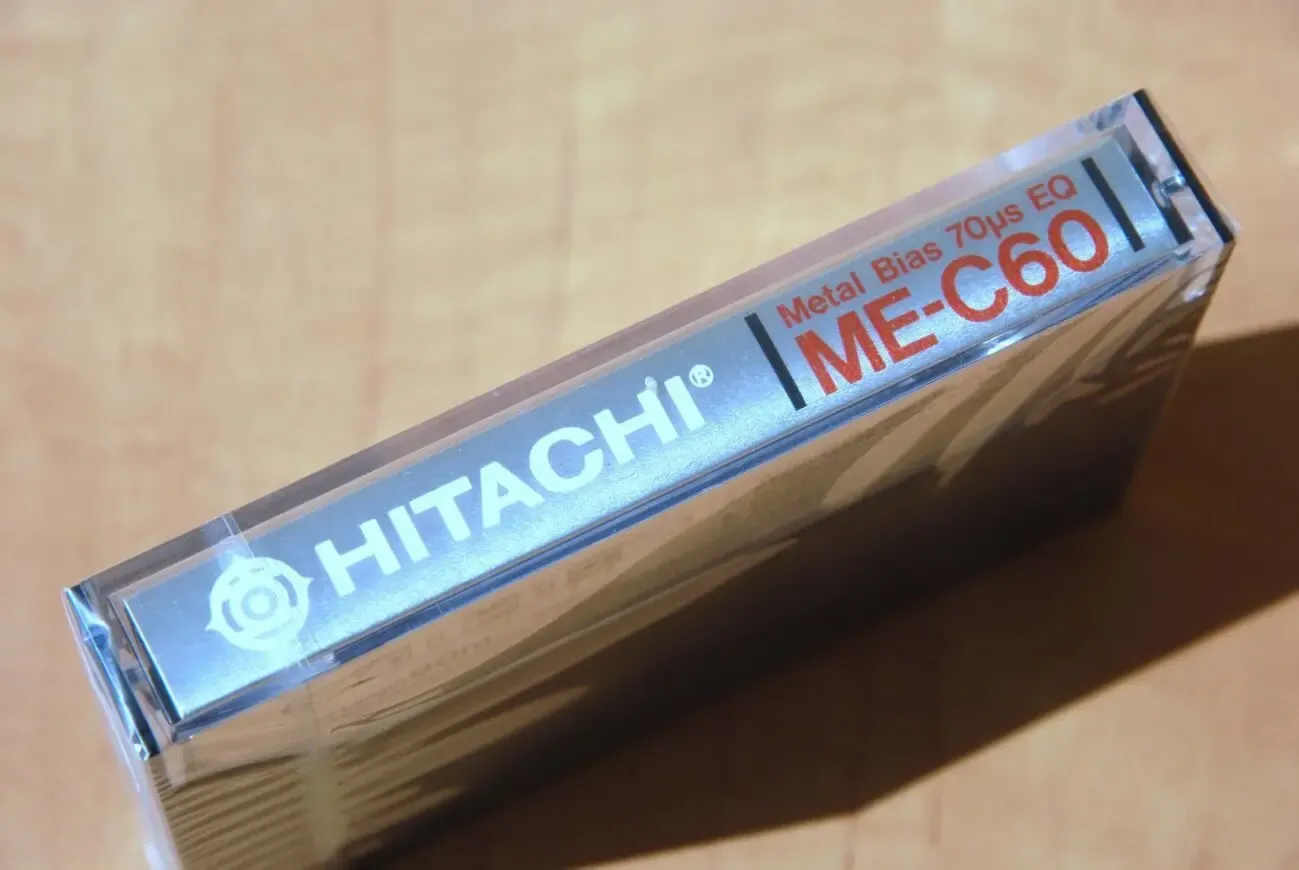 HITACHI®
Metal Bias 70µs EQ
ME-C60